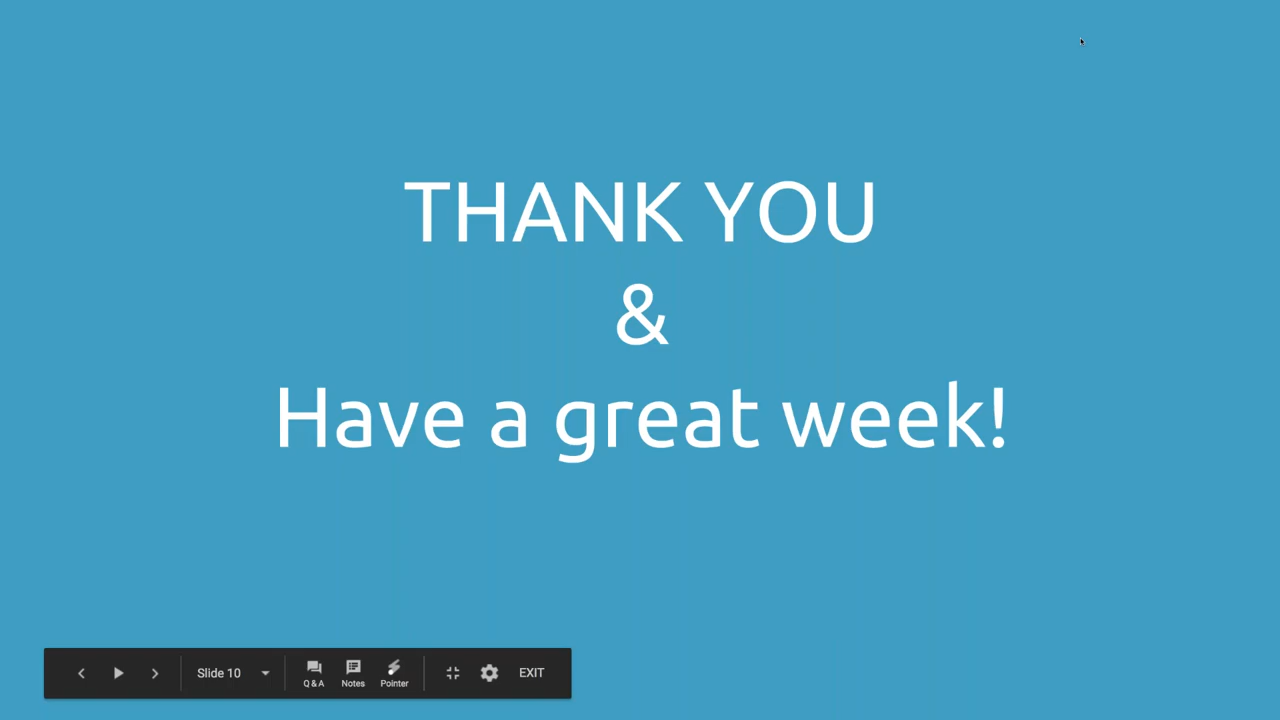 THANK YOU
&
Have a great week!
Slide 10
Q & A
Notes
Pointer
EXIT